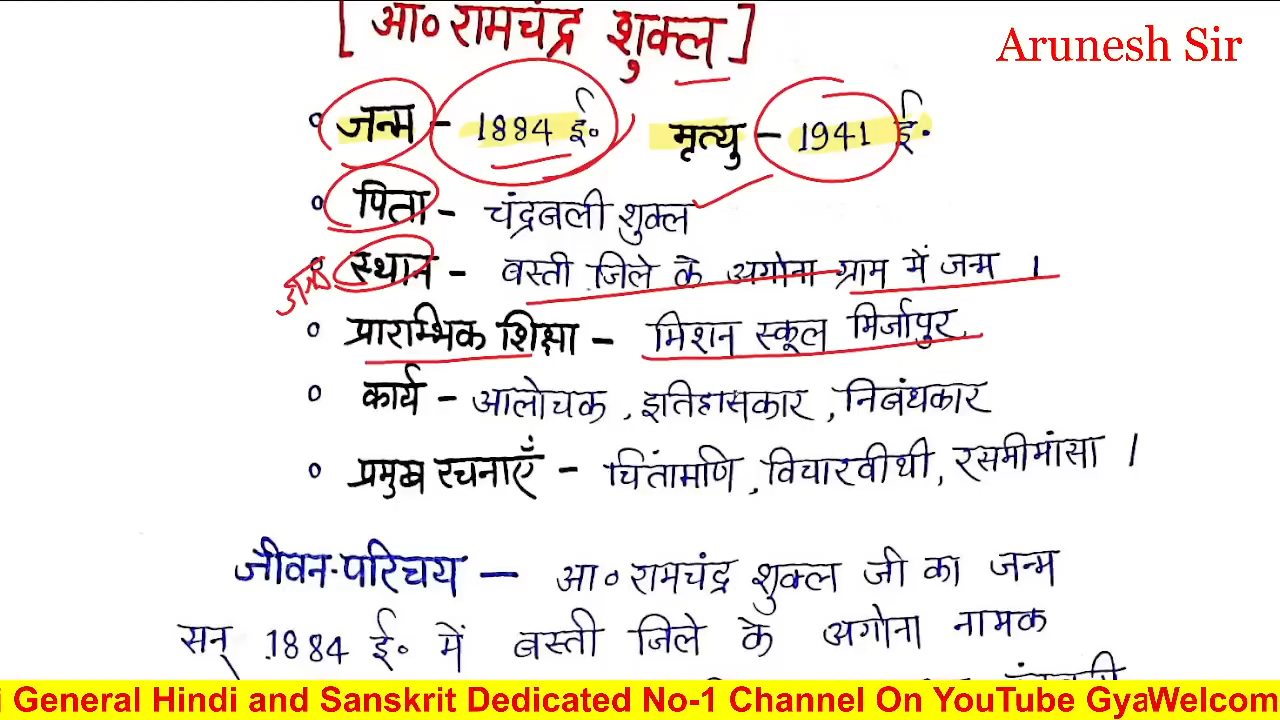 [ आ० रामचंद्र शुक्ल ]
Arunesh Sir
जन्म - 1884 ई० मृत्यु - 1941 ई.
पिता - चंद्रबली शुक्ल
स्थान - बस्ती जिले के अगोना ग्राम में जन्म ।
प्रारम्भिक शिक्षा - मिशन स्कूल मिर्जापुर.
कार्य - आलोचक , इतिहासकार , निबंधकार
प्रमुख रचनाएँ - चिंतामणि , विचारवीथी, रसमीमांसा ।
जीवन-परिचय - आ० रामचंद्र शुक्ल जी का जन्म
सन् 1884 ई० में बस्ती जिले के अगोना नामक
i General Hindi and Sanskrit Dedicated No-1 Channel On YouTube GyaWelcom